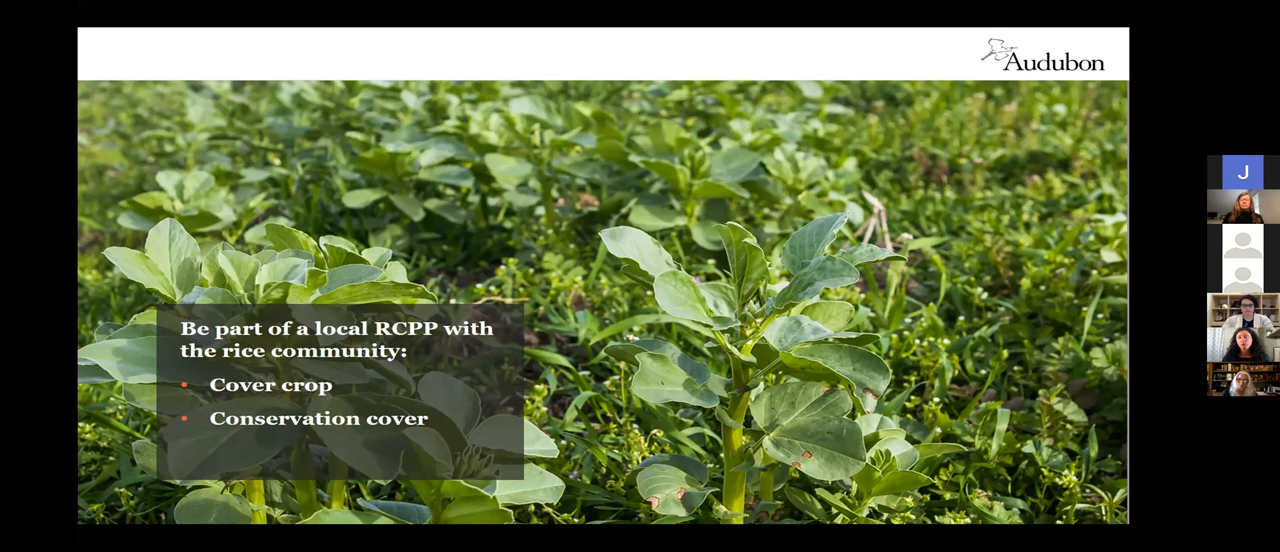 Audubon
Be part of a local RCPP with
the rice community:
• Cover crop
• Conservation cover
J